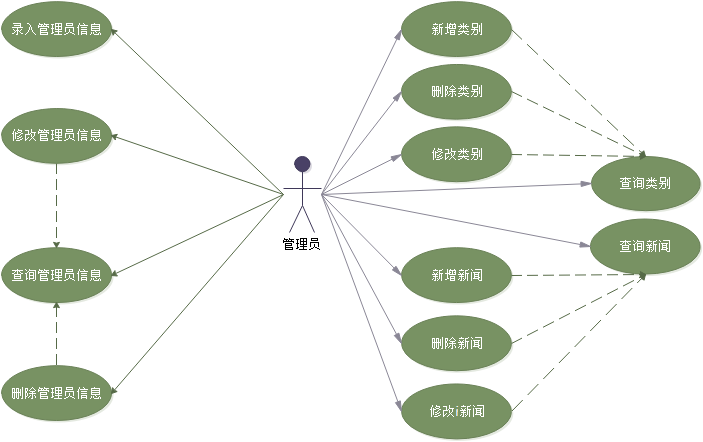 录入管理员信息
修改管理员信息
查询管理员信息
删除管理员信息
管理员
新增类别
删除类别
修改类别
查询类别
查询新闻
新增新闻
删除新闻
修改i新闻